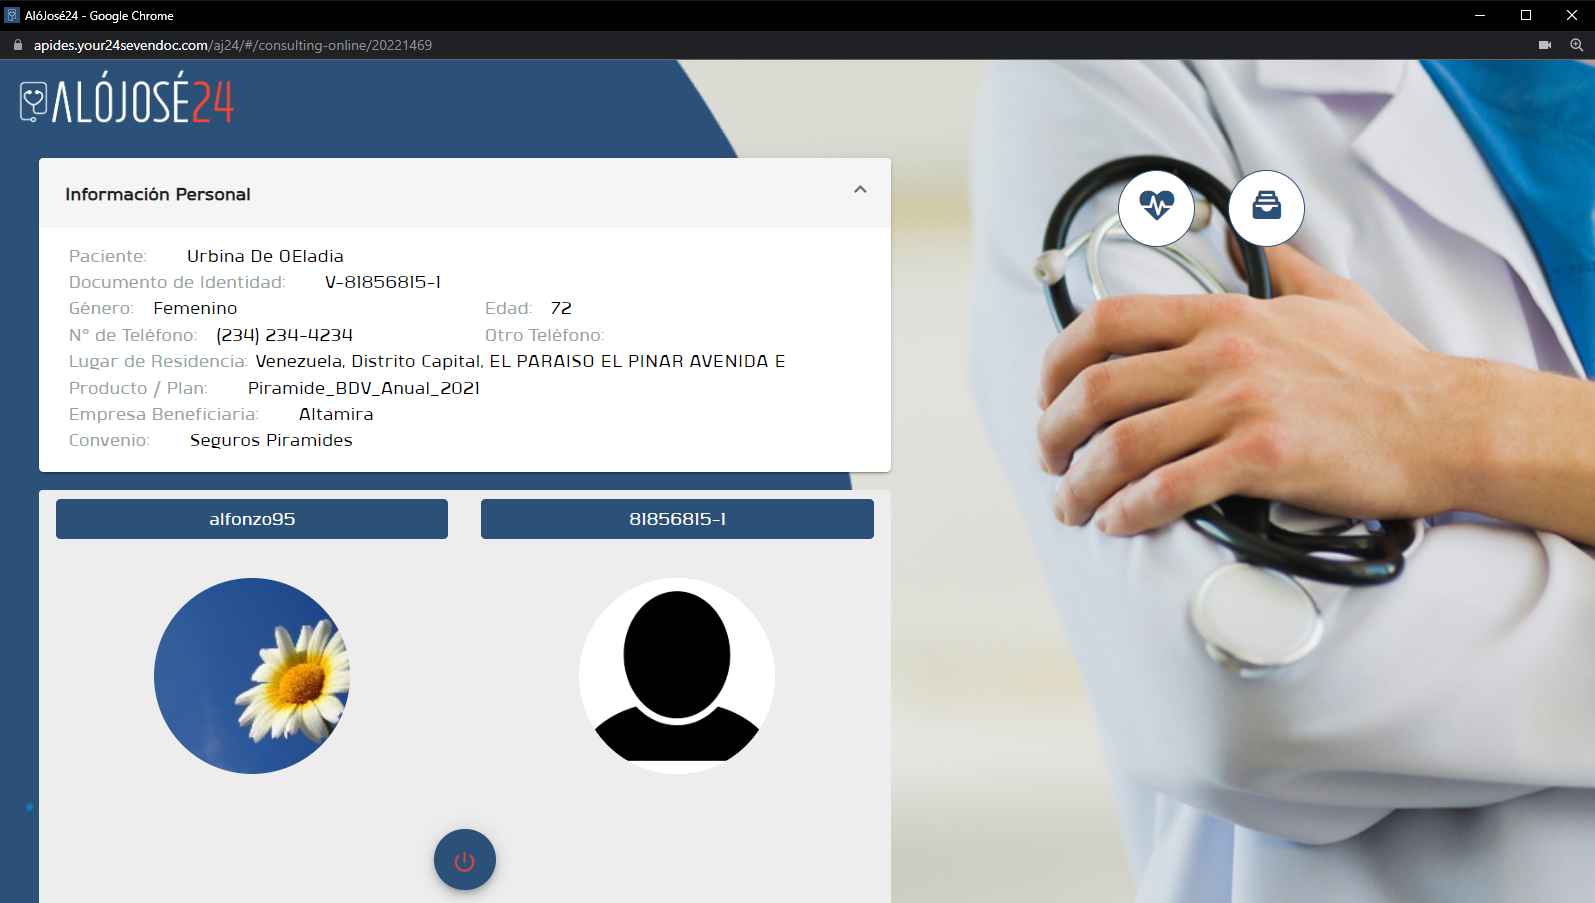 AlóJosé24 - Google Chrome
apides.your24sevendoc.com/aj24/#/consulting-online/20221469
ALÓJOSÉ24
Información Personal
Paciente: Urbina De OEladia
Documento de Identidad: V-81856815-1
Género: Femenino Edad: 72
N° de Teléfono: (234) 234-4234 Otro Teléfono:
Lugar de Residencia: Venezuela, Distrito Capital, EL PARAISO EL PINAR AVENIDA E
Producto / Plan: Piramide_BDV_Anual_2021
Empresa Beneficiaria: Altamira
Convenio: Seguros Piramides
alfonzo95 81856815-1